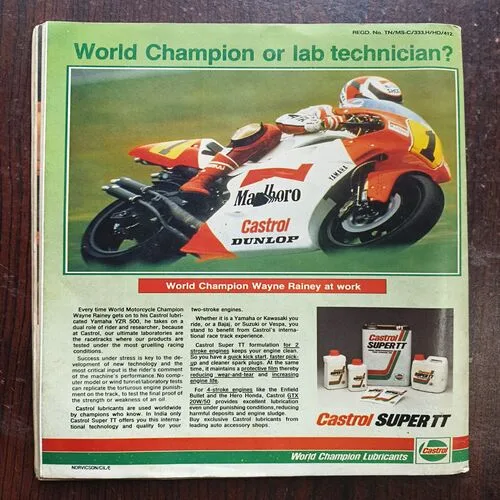 REGD. No. TN/MS-C/333,H/HD/412.
World Champion or lab technician?
YAMAHA
1
Marlboro
Castrol
DUNLOP
World Champion Wayne Rainey at work
Every time World Motorcycle Champion
Wayne Rainey gets on to his Castrol lubri-
cated Yamaha YZR 500, he takes on a
dual role of rider and researcher, because
at Castrol, our ultimate laboratories are
the racetracks where our products are
tested under the most gruelling racing
conditions.
Success under stress is key to the de-
velopment of new technology and the
most critical input is the rider's comment
of the machine's performance. No com-
puter model or wind tunnel/laboratory tests
can replicate the tortuous engine punish-
ment on the track, to test the final proof of
the strength or weakness of an oil.
Castrol lubricants are used worldwide
by champions who know. In India only
Castrol Super TT offers you this inter-
national technology and quality for your
two-stroke engines.
Whether it is a Yamaha or Kawasaki you
ride, or a Bajaj, or Suzuki or Vespa, you
stand to benefit from Castrol's interna-
tional race track experience.
Castrol Super TT formulation for 2
stroke engines keeps your engine clean.
So you have a quick kick start, faster pick-
up and cleaner spark plugs. At the same
time, it maintains a protective film thereby
reducing wear-and-tear and increasing
engine life.
For 4-stroke engines like the Enfield
Bullet and the Hero Honda, Castrol GTX
20W/50 provides excellent lubrication
even under punishing conditions, reducing
harmful deposits and engine sludge.
Buy exclusive Castrol lubricants from
leading auto accessory shops.
Castrol
SUPER TT
Castrol SUPER TT
World Champion Lubricants
Castrol
NORVICSON/CIL/E